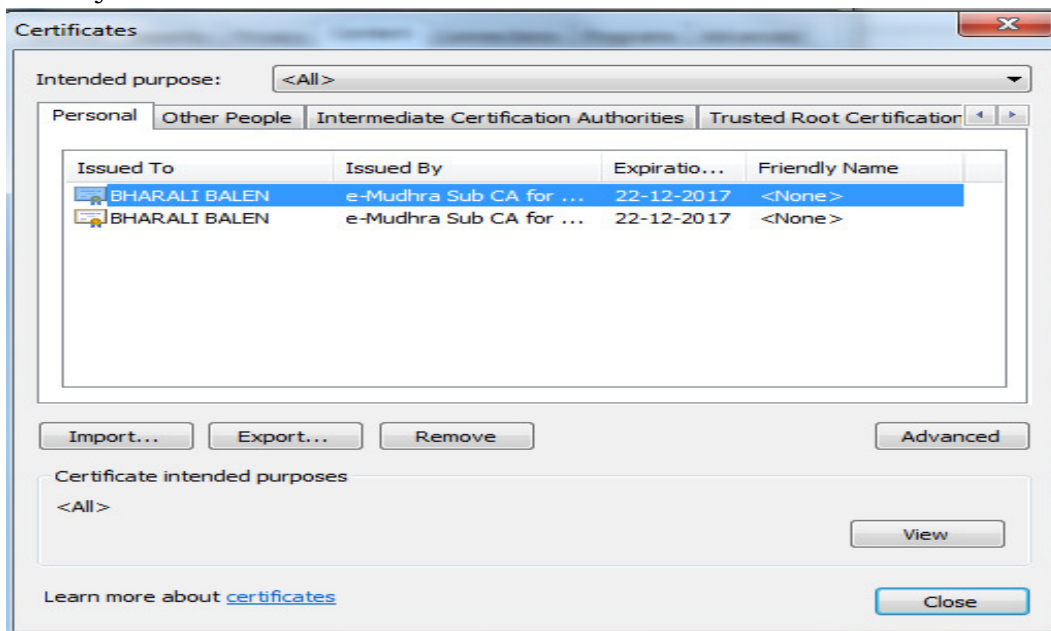 Certificates
Intended purpose: <All>
Personal Other People Intermediate Certification Authorities Trusted Root Certification
Issued To Issued By Expiratio... Friendly Name
BHARALI BALEN e-Mudhra Sub CA for ... 22-12-2017 <None>
BHARALI BALEN e-Mudhra Sub CA for ... 22-12-2017 <None>
Import... Export... Remove Advanced
Certificate intended purposes
<All>
View
Learn more about certificates
Close